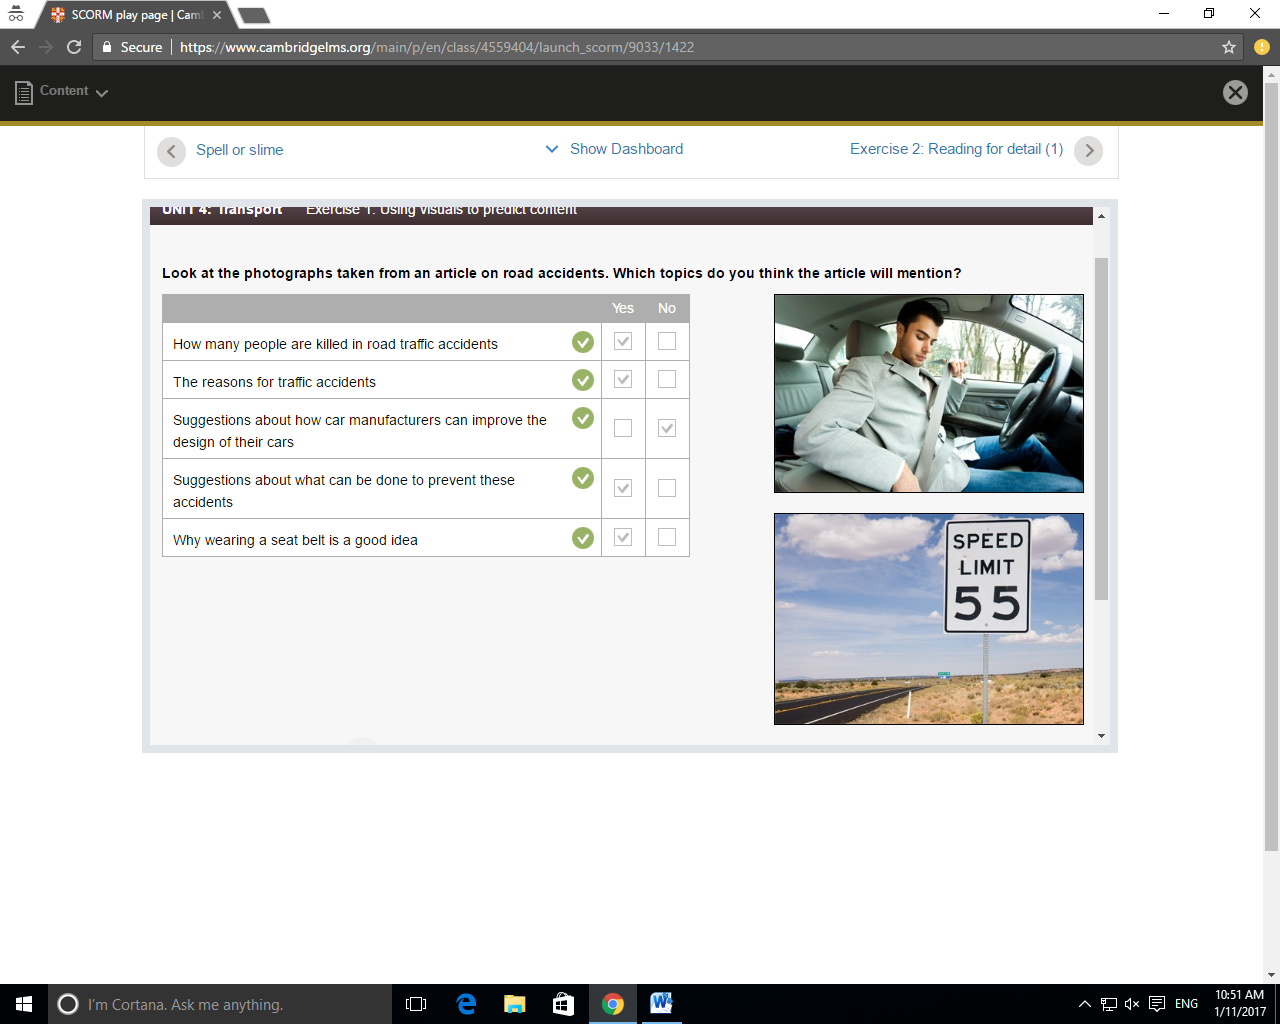 SCORM play page | Cam
Secure
https://www.cambridgelms.org/main/p/en/class/4559404/launch_scorm/9033/1422
Content
Spell or slime
Show Dashboard
Exercise 2: Reading for detail (1)
UNIT 4: Transport Exercise 1: Using visuals to predict content
Look at the photographs taken from an article on road accidents. Which topics do you think the article will mention?
Yes No
How many people are killed in road traffic accidents
The reasons for traffic accidents
Suggestions about how car manufacturers can improve the
design of their cars
Suggestions about what can be done to prevent these
accidents
Why wearing a seat belt is a good idea
SPEED
LIMIT
55
I'm Cortana. Ask me anything.
ENG
10:51 AM
1/11/2017